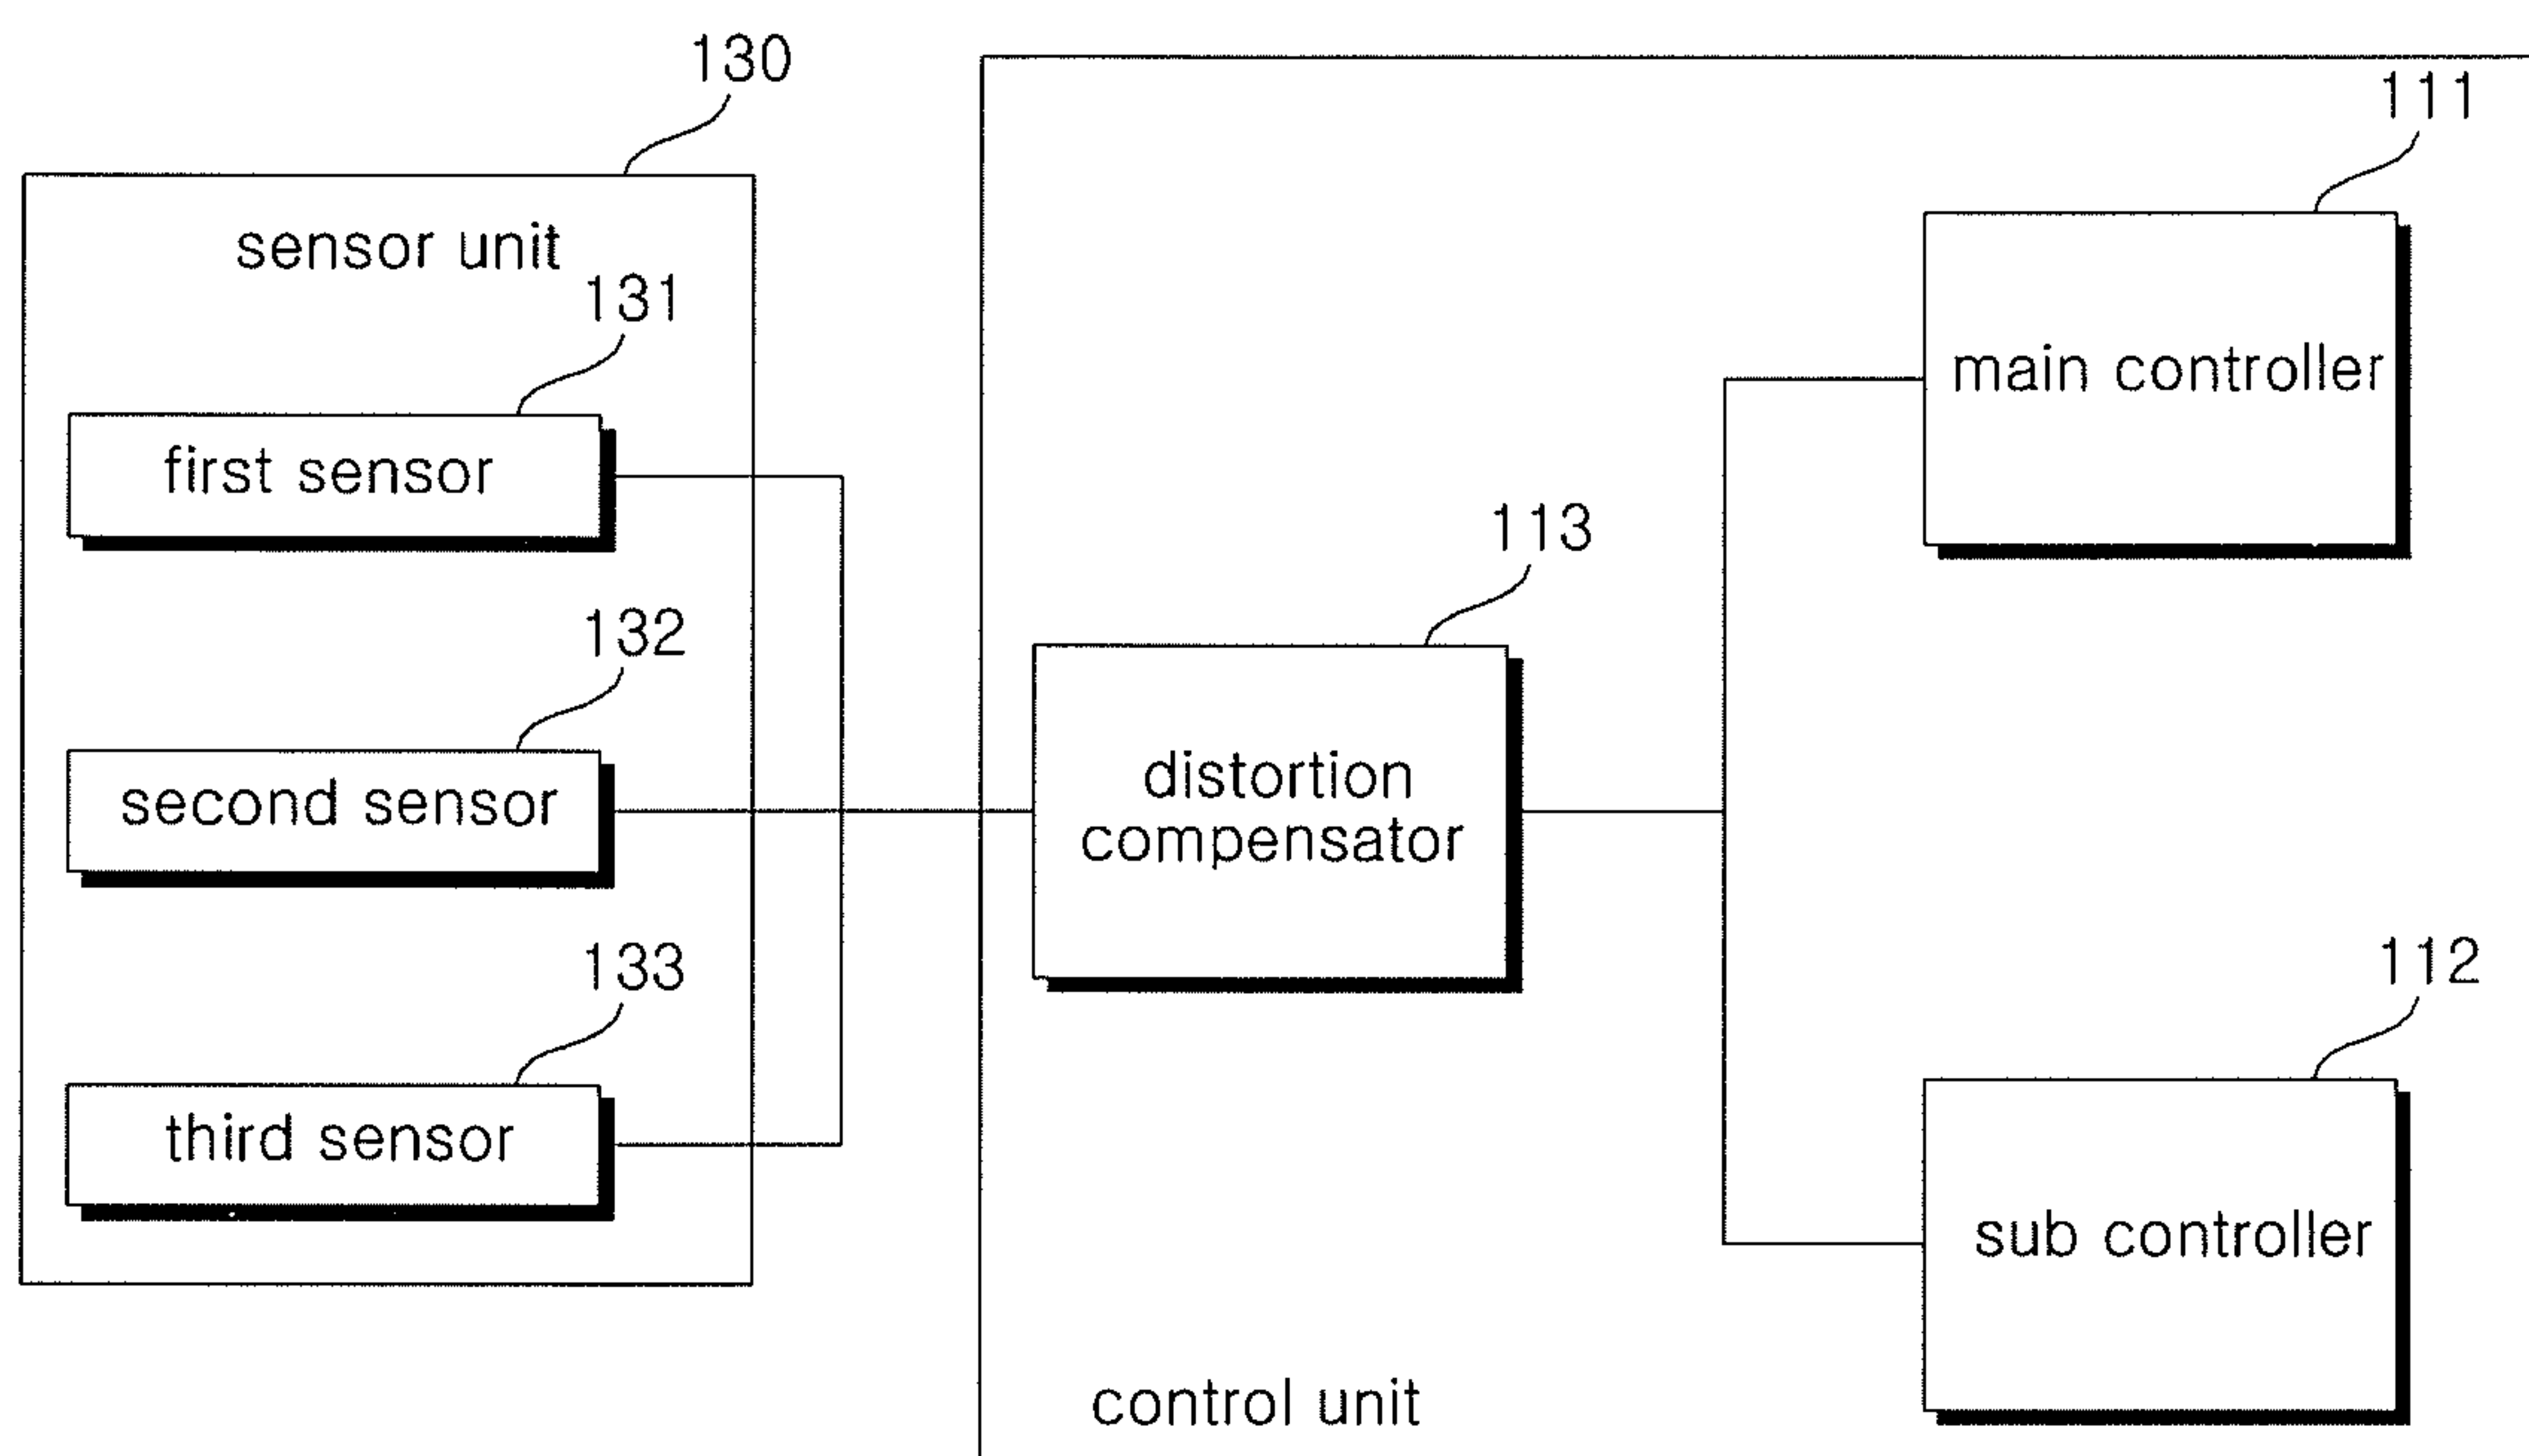 130
111
sensor unit
131
main controller
first sensor
113
132
distortion
compensator
second sensor
133
112
third sensor
sub controller
control unit